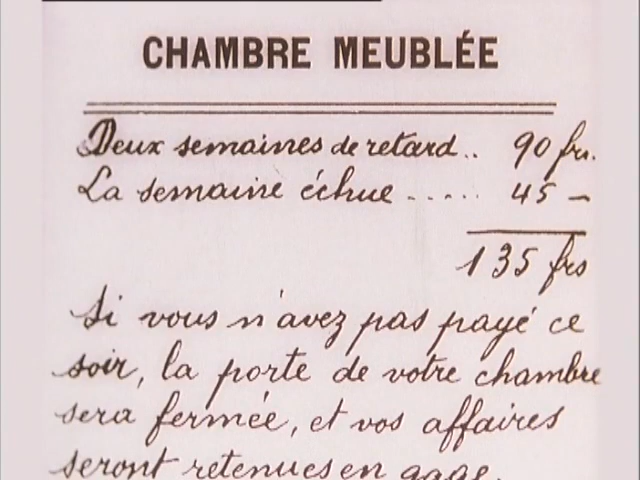 CHAMBRE MEUBLÉE
Deux semaines de retard.. 90 frs.
La semaine échue ..... 45 —
135 frs
Si vous n'avez pas payé ce
soir, la porte de votre chambre
sera fermée, et vos affaires
seront retenues en gage.